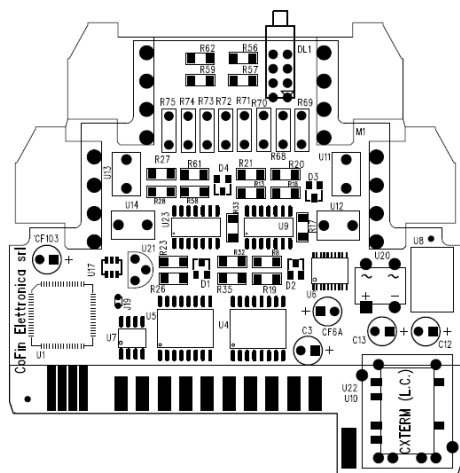 R62
R56
DL1
R59
R57
R75
R74
R73
R72
R71
R70
R68
R69
M1
U13
R27
R61
D4
R21
R20
U11
D3
R28
R58
R13
R18
U14
U23
R33
U9
R17
U12
CF103
U17
U21
R23
R32
R8
U20
U8
R26
D1
R35
R19
D2
U6
CoFin Elettronica srl
J19
U5
U4
CF6A
U1
U7
C3
C13
C12
U22
U10
CXTERM (L.C.)